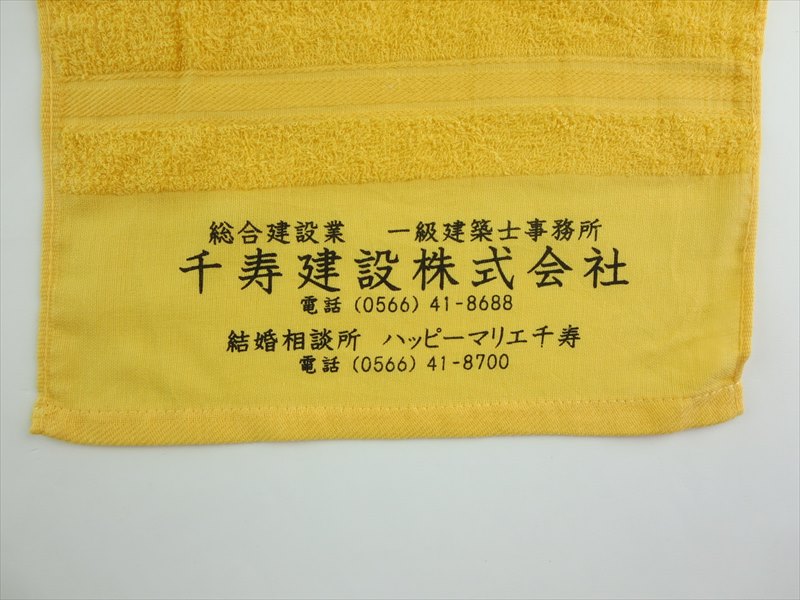 総合建設業　一級建築士事務所
千寿建設株式会社
電話 (0566) 41-8688
結婚相談所　ハッピーマリエ千寿
電話 (0566) 41-8700